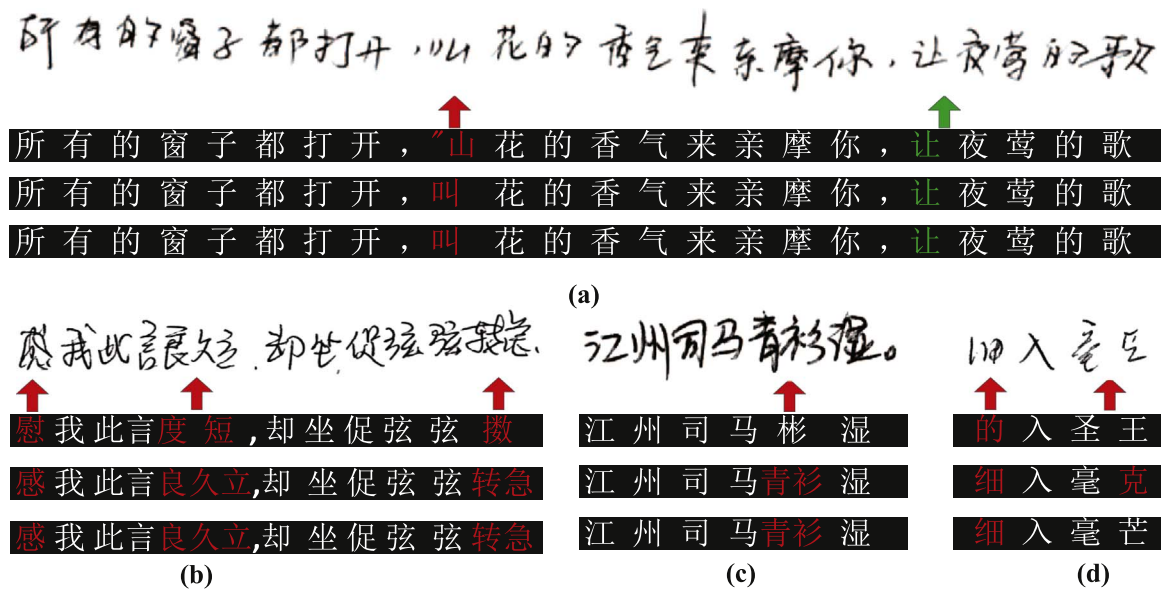 所有的窗子都打开,叫花的香气来亲摩你,让夜莺的歌
所有的窗子都打开,"山花的香气来亲摩你,让夜莺的歌
所有的窗子都打开,叫花的香气来亲摩你,让夜莺的歌
所有的窗子都打开,叫花的香气来亲摩你,让夜莺的歌
(a)
感我此言良久立.却坐促弦弦转急、
慰我此言度短,却坐促弦弦擞
感我此言良久立,却坐促弦弦转急
感我此言良久立,却坐促弦弦转急
(b)
江州司马青衫湿。
江州司马彬湿
江州司马青衫湿
江州司马青衫湿
(c)
细入毫芒
的入圣王
细入毫克
细入毫芒
(d)